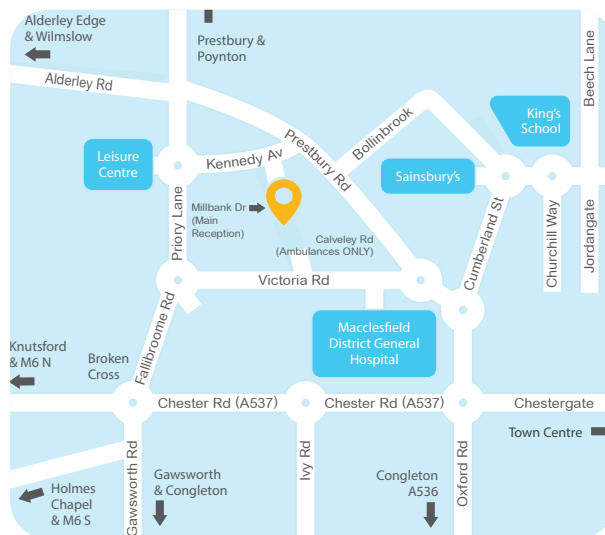 Alderley Edge
& Wilmslow
Prestbury &
Poynton
Beech Lane
Alderley Rd
King's
School
Bollinbrook
Prestbury Rd
Leisure
Centre
Kennedy Av
Sainsbury's
Millbank Dr
(Main
Reception)
Priory Lane
Calveley Rd
(Ambulances ONLY)
Cumberland St
Churchill Way
Jordangate
Victoria Rd
Macclesfield
District General
Hospital
Fallibroome Rd
Knutsford
& M6 N
Broken
Cross
Chester Rd (A537)
Chester Rd (A537)
Chestergate
Town Centre
Gawsworth Rd
Ivy Rd
Oxford Rd
Gawsworth
& Congleton
Congleton
A536
Holmes
Chapel
& M6 S